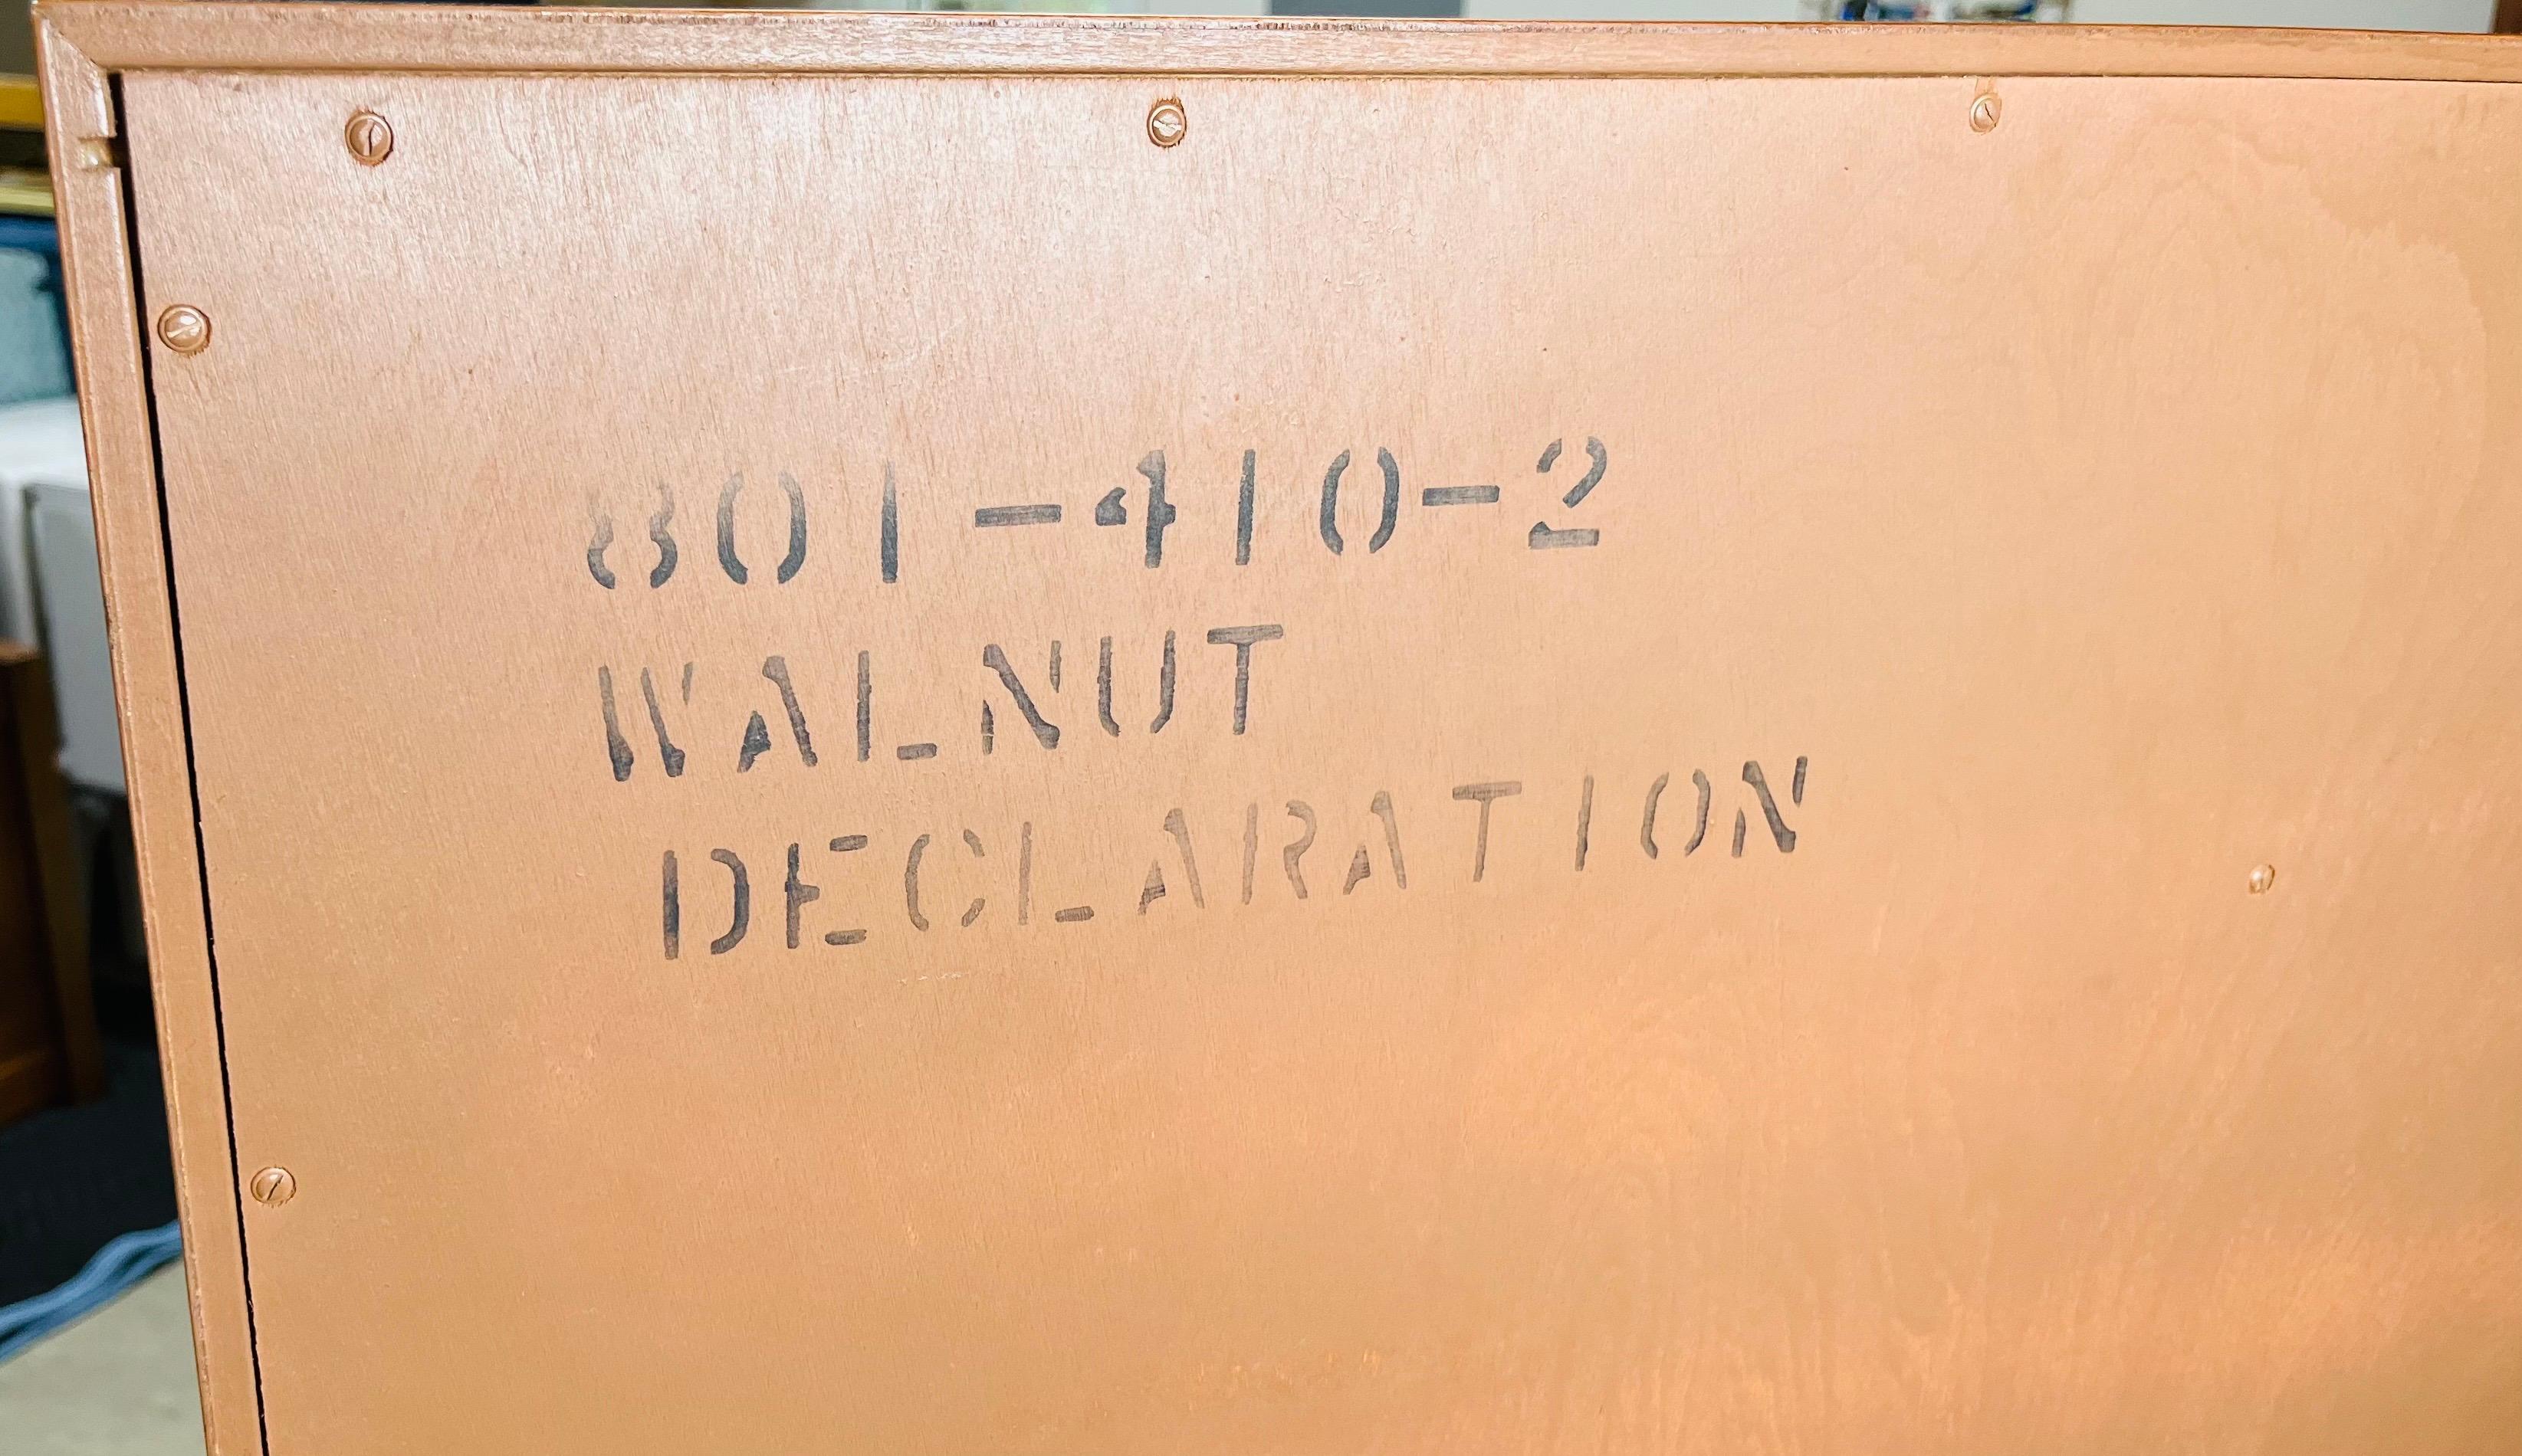 801-410-2
WALNUT
DECLARATION